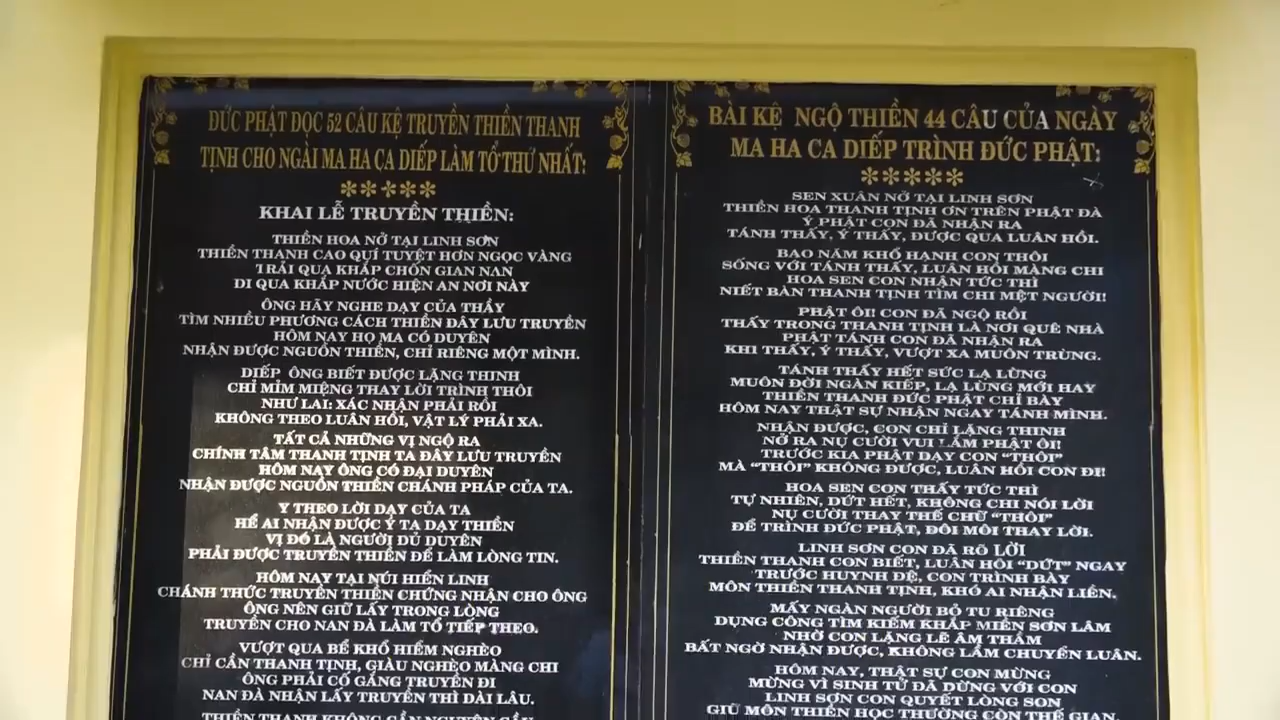 ĐỨC PHẬT DỌC 52 CÂU KỆ TRUYỀN THIỀN THANH
TỊNH CHO NGÀI MA HA CA DIẾP LÀM TỔ THỨ NHẤT:
*****
KHAI LỄ TRUYỀN THIỀN:
THIỀN HOA NỞ TẠI LINH SƠN
THIỀN THANH CAO QUÍ TUYỆT HƠN NGỌC VÀNG
TRẢI QUA KHẮP CHỐN GIAN NAN
ĐI QUA KHẮP NƯỚC HIỆN AN NƠI NÀY
ÔNG HÃY NGHE DẠY CỦA THẦY
TÌM NHIỀU PHƯƠNG CÁCH THIỀN ĐÂY LƯU TRUYỀN
HÔM NAY HỌ MA CÓ DUYÊN
NHẬN ĐƯỢC NGUỒN THIỀN, CHỈ RIÊNG MỘT MÌNH.
DIẾP ÔNG BIẾT ĐƯỢC LẶNG THINH
CHỈ MỈM MIỆNG THAY LỜI TRÌNH THÔI
NHƯ LAI: XÁC NHẬN PHẢI RỒI
KHÔNG THEO LUÂN HỒI, VẬT LÝ PHẢI XA.
TẤT CẢ NHỮNG VỊ NGỘ RA
CHÍNH TÂM THANH TỊNH TA ĐÂY LƯU TRUYỀN
HÔM NAY ÔNG CÓ ĐẠI DUYÊN
NHẬN ĐƯỢC NGUỒN THIỀN CHÁNH PHÁP CỦA TA.
Y THEO LỜI DẠY CỦA TA
HỄ AI NHẬN ĐƯỢC Ý TA DẠY THIỀN
VỊ ĐÓ LÀ NGƯỜI DỦ DUYÊN
PHẢI ĐƯỢC TRUYỀN THIỀN ĐỂ LÀM LÒNG TIN.
HÔM NAY TẠI NÚI HIỂN LINH
CHÁNH THỨC TRUYỀN THIỀN CHỨNG NHẬN CHO ÔNG
ÔNG NÊN GIỮ LẤY TRONG LÒNG
TRUYỀN CHO NAN ĐÀ LÀM TỔ TIẾP THEO.
VƯỢT QUA BỂ KHỔ HIỂM NGHÈO
CHỈ CẦN THANH TỊNH, GIÀU NGHÈO MÀNG CHI
ÔNG PHẢI CỐ GẮNG TRUYỀN ĐI
NAN ĐÀ NHẬN LẤY TRUYỀN THÌ DÀI LÂU.
THIỀN THANH KHÔNG CẦN NGUYỆN CẦU
BÀI KỆ NGỘ THIỀN 44 CÂU CỦA NGÀY
MA HA CA DIẾP TRÌNH ĐỨC PHẬT:
*****
SEN XUÂN NỞ TẠI LINH SƠN
THIỀN HOA THANH TỊNH ƠN TRÊN PHẬT ĐÀ
Ý PHẬT CON ĐÃ NHẬN RA
TÁNH THẤY, Ý THẤY, ĐƯỢC QUA LUÂN HỒI.
BAO NĂM KHỔ HẠNH CON THÔI
SỐNG VỚI TÁNH THẤY, LUÂN HỒI MÀNG CHI
HOA SEN CON NHẬN TỨC THÌ
NIẾT BÀN THANH TỊNH TÌM CHI MỆT NGƯỜI!
PHẬT ÔI! CON ĐÃ NGỘ RỒI
THẤY TRONG THANH TỊNH LÀ NƠI QUÊ NHÀ
PHẬT TÁNH CON ĐÃ NHẬN RA
KHI THẤY, Ý THẤY, VƯỢT XA MUÔN TRÙNG.
TÁNH THẤY HẾT SỨC LẠ LÙNG
MUÔN ĐỜI NGÀN KIẾP, LẠ LÙNG MỚI HAY
THIỀN THANH ĐỨC PHẬT CHỈ BÀY
HÔM NAY THẬT SỰ NHẬN NGAY TÁNH MÌNH.
NHẬN ĐƯỢC, CON CHỈ LẶNG THINH
NỞ RA NỤ CƯỜI VUI LẮM PHẬT ÔI!
TRƯỚC KIA PHẬT DẠY CON “THÔI”
MÀ “THÔI” KHÔNG ĐƯỢC, LUÂN HỒI CON ĐI!
HOA SEN CON THẤY TỨC THÌ
TỰ NHIÊN, DỨT HẾT, KHÔNG CHI NÓI LỜI
NỤ CƯỜI THAY THẾ CHỮ “THÔI”
ĐỂ TRÌNH ĐỨC PHẬT, ĐÔI MÔI THAY LỜI.
LINH SƠN CON ĐÃ RÕ LỜI
THIỀN THANH CON BIẾT, LUÂN HỒI “DỨT” NGAY
TRƯỚC HUYNH ĐỆ, CON TRÌNH BÀY
MÔN THIỀN THANH TỊNH, KHÓ AI NHẬN LIỀN.
MẤY NGÀN NGƯỜI BỎ TU RIÊNG
DỤNG CÔNG TÌM KIẾM KHẮP MIỀN SƠN LÂM
NHỜ CON LẶNG LẼ ÂM THẦM
BẤT NGỜ NHẬN ĐƯỢC, KHÔNG LẦM CHUYỂN LUÂN.
HÔM NAY, THẬT SỰ CON MỪNG
MỪNG VÌ SINH TỬ ĐÃ DỪNG VỚI CON
LINH SƠN CON QUYẾT LÒNG SON
GIỮ MÔN THIỀN HỌC THƯỜNG CÒN THẾ GIAN.